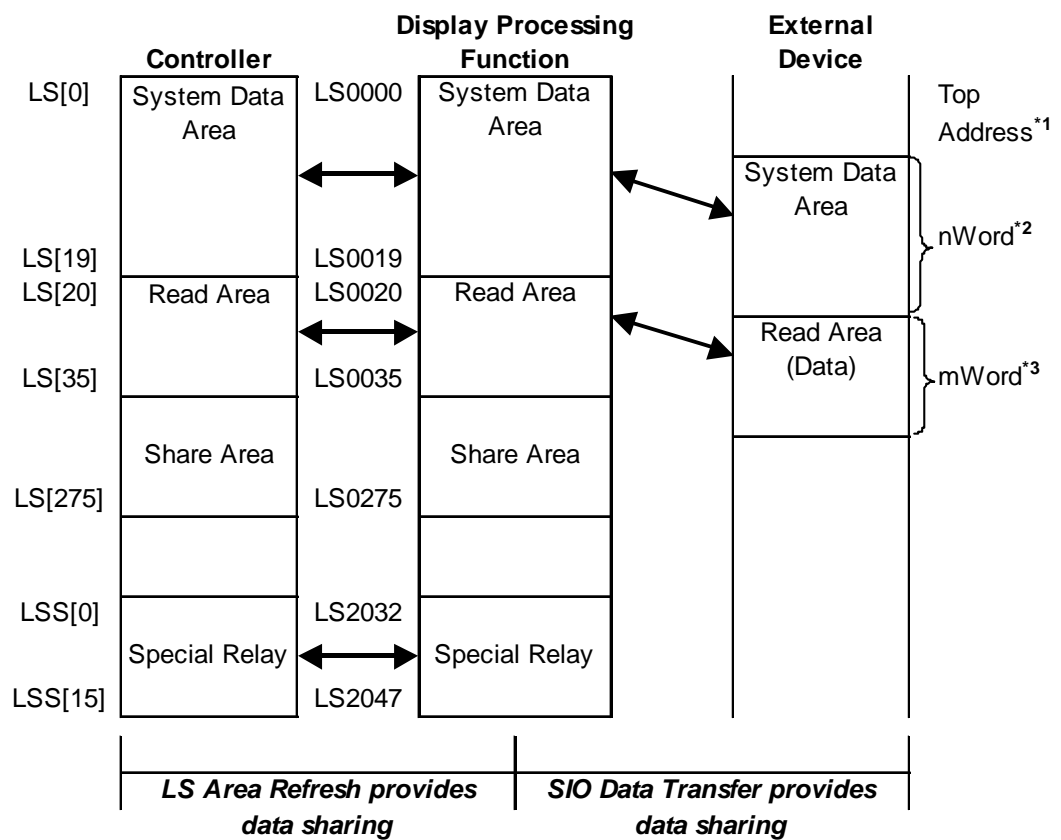 Display Processing
Function
External
Device
Controller
LS[0]
System Data
Area
LS0000
System Data
Area
Top
Address*1
System Data
Area
nWord*2
LS[19]
LS0019
LS[20]
Read Area
LS0020
Read Area
Read Area
(Data)
mWord*3
LS[35]
LS0035
Share Area
Share Area
LS[275]
LS0275
LSS[0]
LS2032
Special Relay
Special Relay
LSS[15]
LS2047
LS Area Refresh provides
data sharing
SIO Data Transfer provides
data sharing